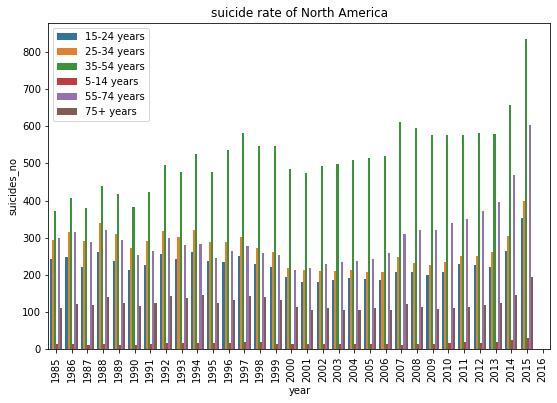 suicide rate of North America
15-24 years
25-34 years
35-54 years
5-14 years
55-74 years
75+ years
800
700
600
500
400
300
200
100
0
suicides_no
1985 1986 1987 1988 1989 1990 1991 1992 1993 1994 1995 1996 1997 1998 1999 2000 2001 2002 2003 2004 2005 2006 2007 2008 2009 2010 2011 2012 2013 2014 2015 2016
year